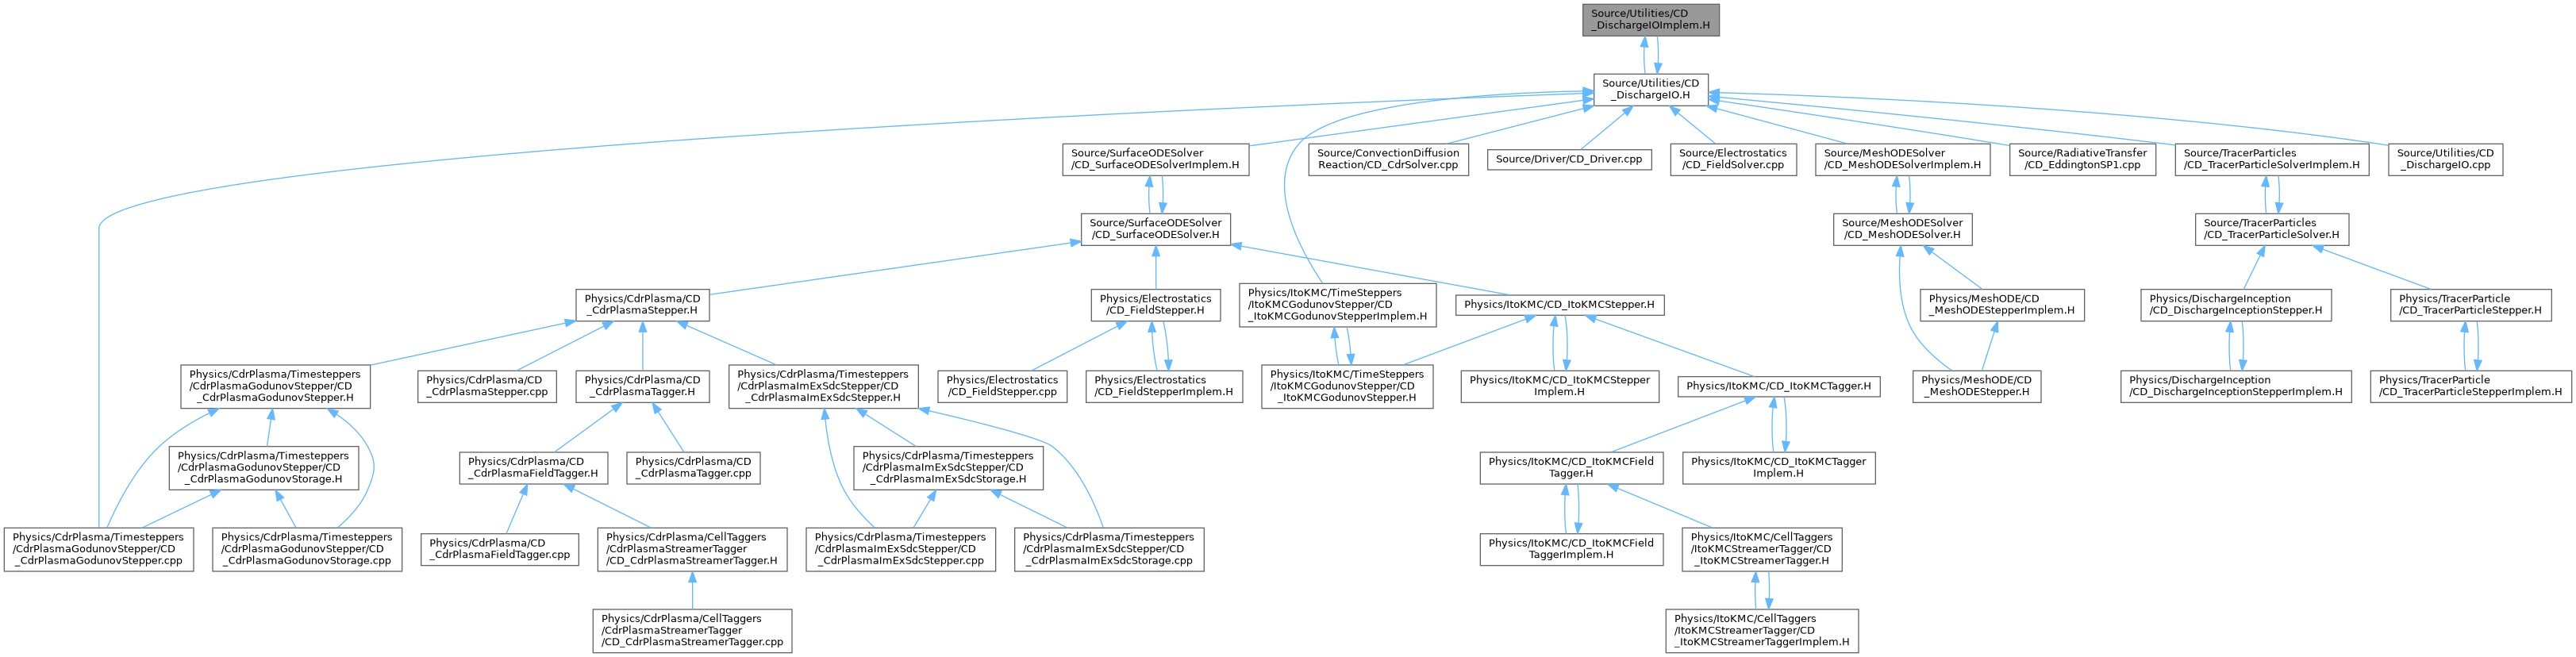 Source/Utilities/CD
_DischargeIOImplem.H
Source/Utilities/CD
_DischargeIO.H
Source/SurfaceODESolver
/CD_SurfaceODESolverImplem.H
Source/ConvectionDiffusion
Reaction/CD_CdrSolver.cpp
Source/Driver/CD_Driver.cpp
Source/Electrostatics
/CD_FieldSolver.cpp
Source/MeshODESolver
/CD_MeshODESolverImplem.H
Source/RadiativeTransfer
/CD_EddingtonSP1.cpp
Source/TracerParticles
/CD_TracerParticleSolverImplem.H
Source/Utilities/CD
_DischargeIO.cpp
Source/SurfaceODESolver
/CD_SurfaceODESolver.H
Source/MeshODESolver
/CD_MeshODESolver.H
Source/TracerParticles
/CD_TracerParticleSolver.H
Physics/CdrPlasma/CD
_CdrPlasmaStepper.H
Physics/Electrostatics
/CD_FieldStepper.H
Physics/ItoKMC/TimeSteppers
/ItoKMCGodunovStepper/CD
_ItoKMCGodunovStepperImplem.H
Physics/ItoKMC/CD_ItoKMCStepper.H
Physics/MeshODE/CD
_MeshODEStepperImplem.H
Physics/DischargeInception
/CD_DischargeInceptionStepper.H
Physics/TracerParticle
/CD_TracerParticleStepper.H
Physics/CdrPlasma/Timesteppers
/CdrPlasmaGodunovStepper/CD
_CdrPlasmaGodunovStepper.H
Physics/CdrPlasma/CD
_CdrPlasmaStepper.cpp
Physics/CdrPlasma/CD
_CdrPlasmaTagger.H
Physics/CdrPlasma/Timesteppers
/CdrPlasmaImExSdcStepper/CD
_CdrPlasmaImExSdcStepper.H
Physics/Electrostatics
/CD_FieldStepper.cpp
Physics/Electrostatics
/CD_FieldStepperImplem.H
Physics/ItoKMC/TimeSteppers
/ItoKMCGodunovStepper/CD
_ItoKMCGodunovStepper.H
Physics/ItoKMC/CD_ItoKMCStepper
Implem.H
Physics/ItoKMC/CD_ItoKMCTagger.H
Physics/MeshODE/CD
_MeshODEStepper.H
Physics/DischargeInception
/CD_DischargeInceptionStepperImplem.H
Physics/TracerParticle
/CD_TracerParticleStepperImplem.H
Physics/CdrPlasma/Timesteppers
/CdrPlasmaGodunovStepper/CD
_CdrPlasmaGodunovStorage.H
Physics/CdrPlasma/CD
_CdrPlasmaFieldTagger.H
Physics/CdrPlasma/CD
_CdrPlasmaTagger.cpp
Physics/CdrPlasma/Timesteppers
/CdrPlasmaImExSdcStepper/CD
_CdrPlasmaImExSdcStorage.H
Physics/ItoKMC/CD_ItoKMCField
Tagger.H
Physics/ItoKMC/CD_ItoKMCTagger
Implem.H
Physics/CdrPlasma/Timesteppers
/CdrPlasmaGodunovStepper/CD
_CdrPlasmaGodunovStepper.cpp
Physics/CdrPlasma/Timesteppers
/CdrPlasmaGodunovStepper/CD
_CdrPlasmaGodunovStorage.cpp
Physics/CdrPlasma/CD
_CdrPlasmaFieldTagger.cpp
Physics/CdrPlasma/CellTaggers
/CdrPlasmaStreamerTagger
/CD_CdrPlasmaStreamerTagger.H
Physics/CdrPlasma/Timesteppers
/CdrPlasmaImExSdcStepper/CD
_CdrPlasmaImExSdcStepper.cpp
Physics/CdrPlasma/Timesteppers
/CdrPlasmaImExSdcStepper/CD
_CdrPlasmaImExSdcStorage.cpp
Physics/ItoKMC/CD_ItoKMCField
TaggerImplem.H
Physics/ItoKMC/CellTaggers
/ItoKMCStreamerTagger/CD
_ItoKMCStreamerTagger.H
Physics/CdrPlasma/CellTaggers
/CdrPlasmaStreamerTagger
/CD_CdrPlasmaStreamerTagger.cpp
Physics/ItoKMC/CellTaggers
/ItoKMCStreamerTagger/CD
_ItoKMCStreamerTaggerImplem.H